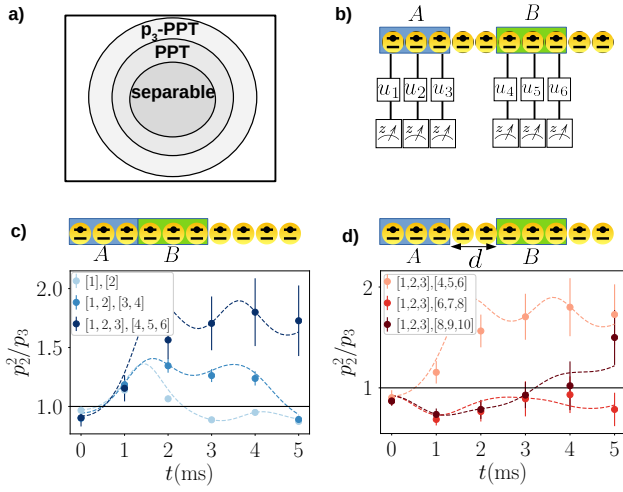 a)
p3-PPT
PPT
separable
b)
A B
u1 u2 u3 u4 u5 u6
z z z z z z
c)
A B
[1], [2]
[1, 2], [3, 4]
[1, 2, 3], [4, 5, 6]
p2^2/p3
2.0
1.5
1.0
0 1 2 3 4 5
t(ms)
d)
A d B
[1,2,3],[4,5,6]
[1,2,3],[6,7,8]
[1,2,3],[8,9,10]
p2^2/p3
2
1
0 1 2 3 4 5
t(ms)